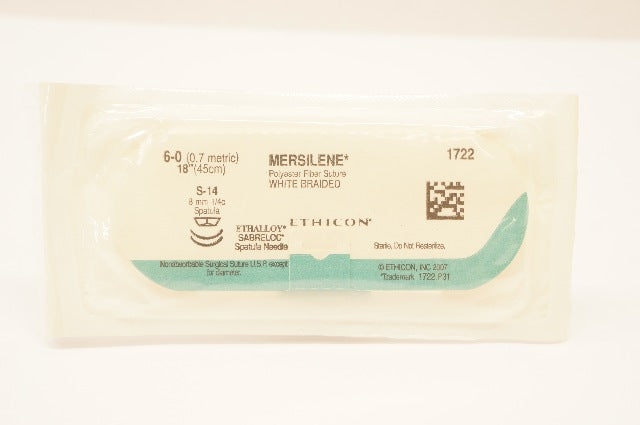 6-0 (0.7 metric)
18"(45cm)
S-14
8 mm 1/4c
Spatula
ETHALLOY*
SABRELOC*
Spatula Needle
MERSILENE*
Polyester Fiber Suture
WHITE BRAIDED
ETHICON*
1722
Sterile. Do Not Resterilize.
Nonabsorbable Surgical Suture U.S.P. except
for diameter.
© ETHICON, INC 2007
*Trademark 1722.P31